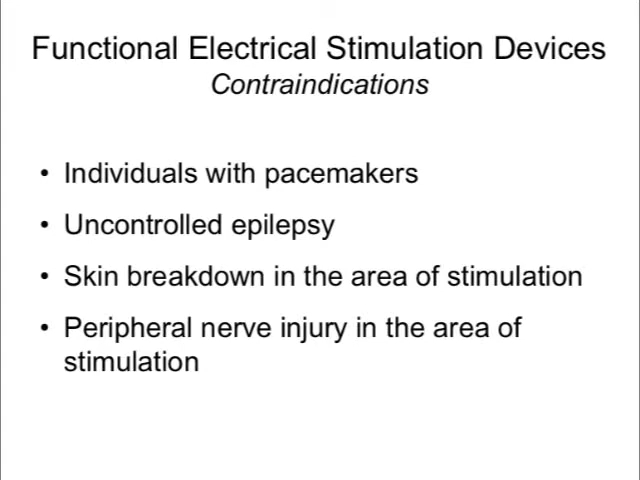 Functional Electrical Stimulation Devices
Contraindications
• Individuals with pacemakers
• Uncontrolled epilepsy
• Skin breakdown in the area of stimulation
• Peripheral nerve injury in the area of
stimulation